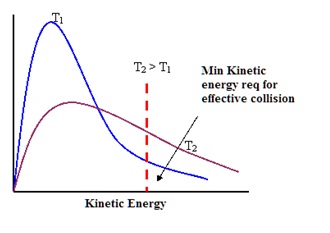 T1
T2 > T1
Min Kinetic
energy req for
effective collision
T2
Kinetic Energy